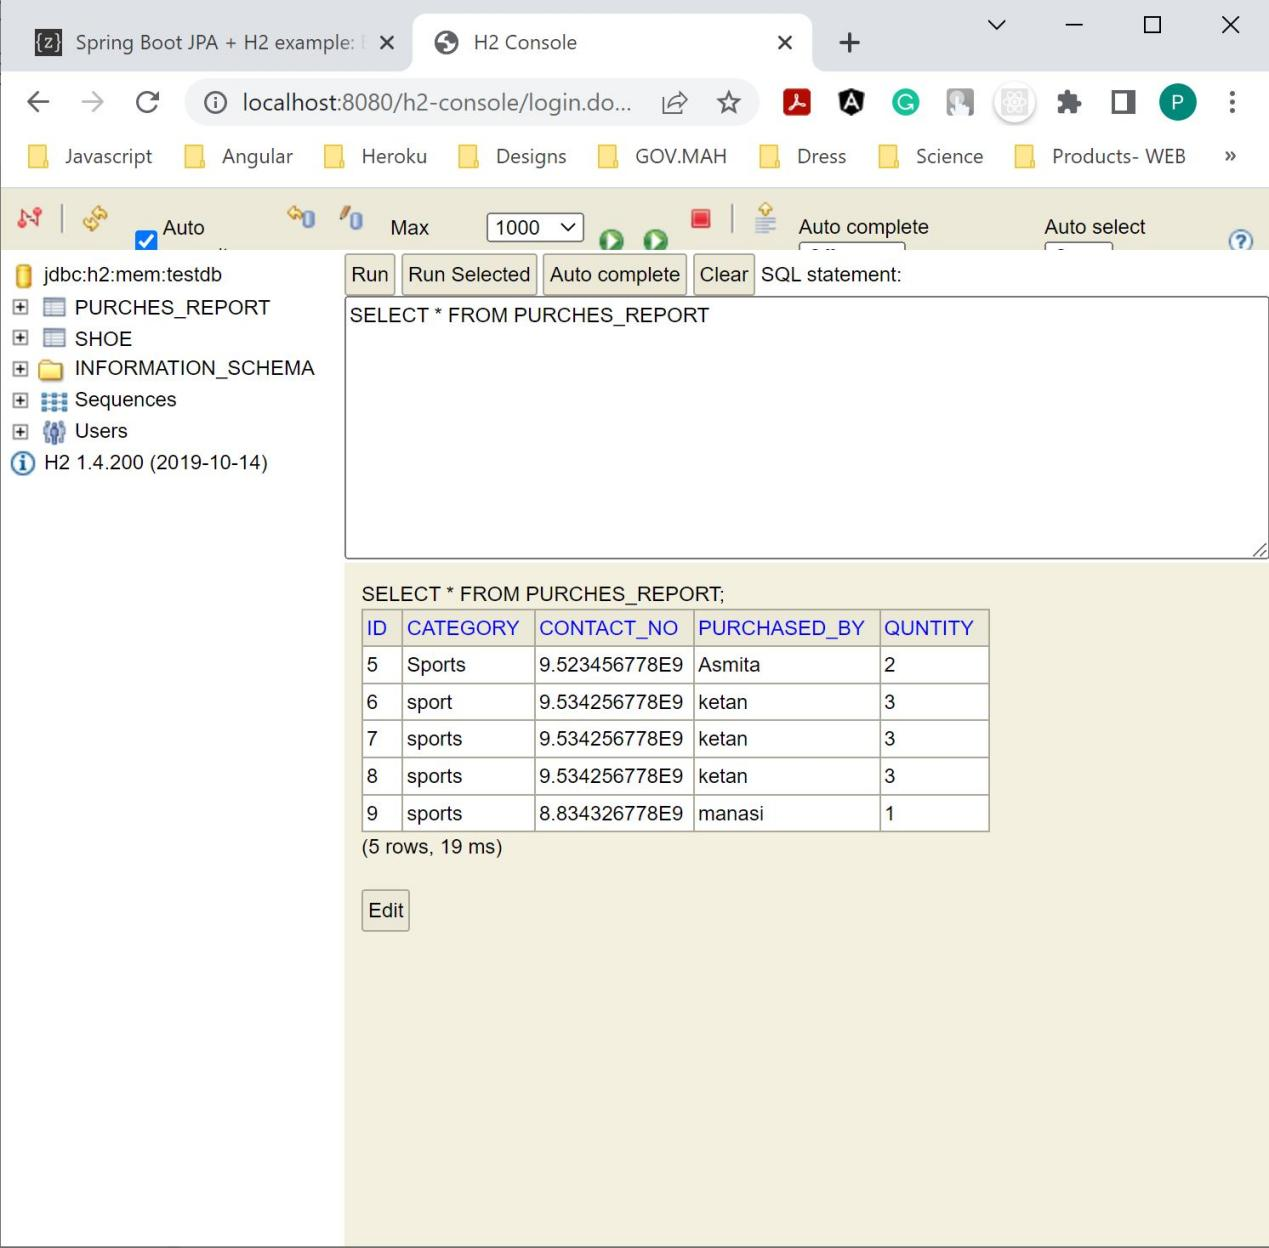 {z} Spring Boot JPA + H2 example:
H2 Console
localhost:8080/h2-console/login.do...
P
Javascript
Angular
Heroku
Designs
GOV.MAH
Dress
Science
Products- WEB
»
Auto
Max
1000
Auto complete
Auto select
jdbc:h2:mem:testdb
PURCHES_REPORT
SHOE
INFORMATION_SCHEMA
Sequences
Users
H2 1.4.200 (2019-10-14)
Run Run Selected Auto complete Clear SQL statement:
SELECT * FROM PURCHES_REPORT
SELECT * FROM PURCHES_REPORT;
ID CATEGORY CONTACT_NO PURCHASED_BY QUNTITY
5 Sports 9.523456778E9 Asmita 2
6 sport 9.534256778E9 ketan 3
7 sports 9.534256778E9 ketan 3
8 sports 9.534256778E9 ketan 3
9 sports 8.834326778E9 manasi 1
(5 rows, 19 ms)
Edit